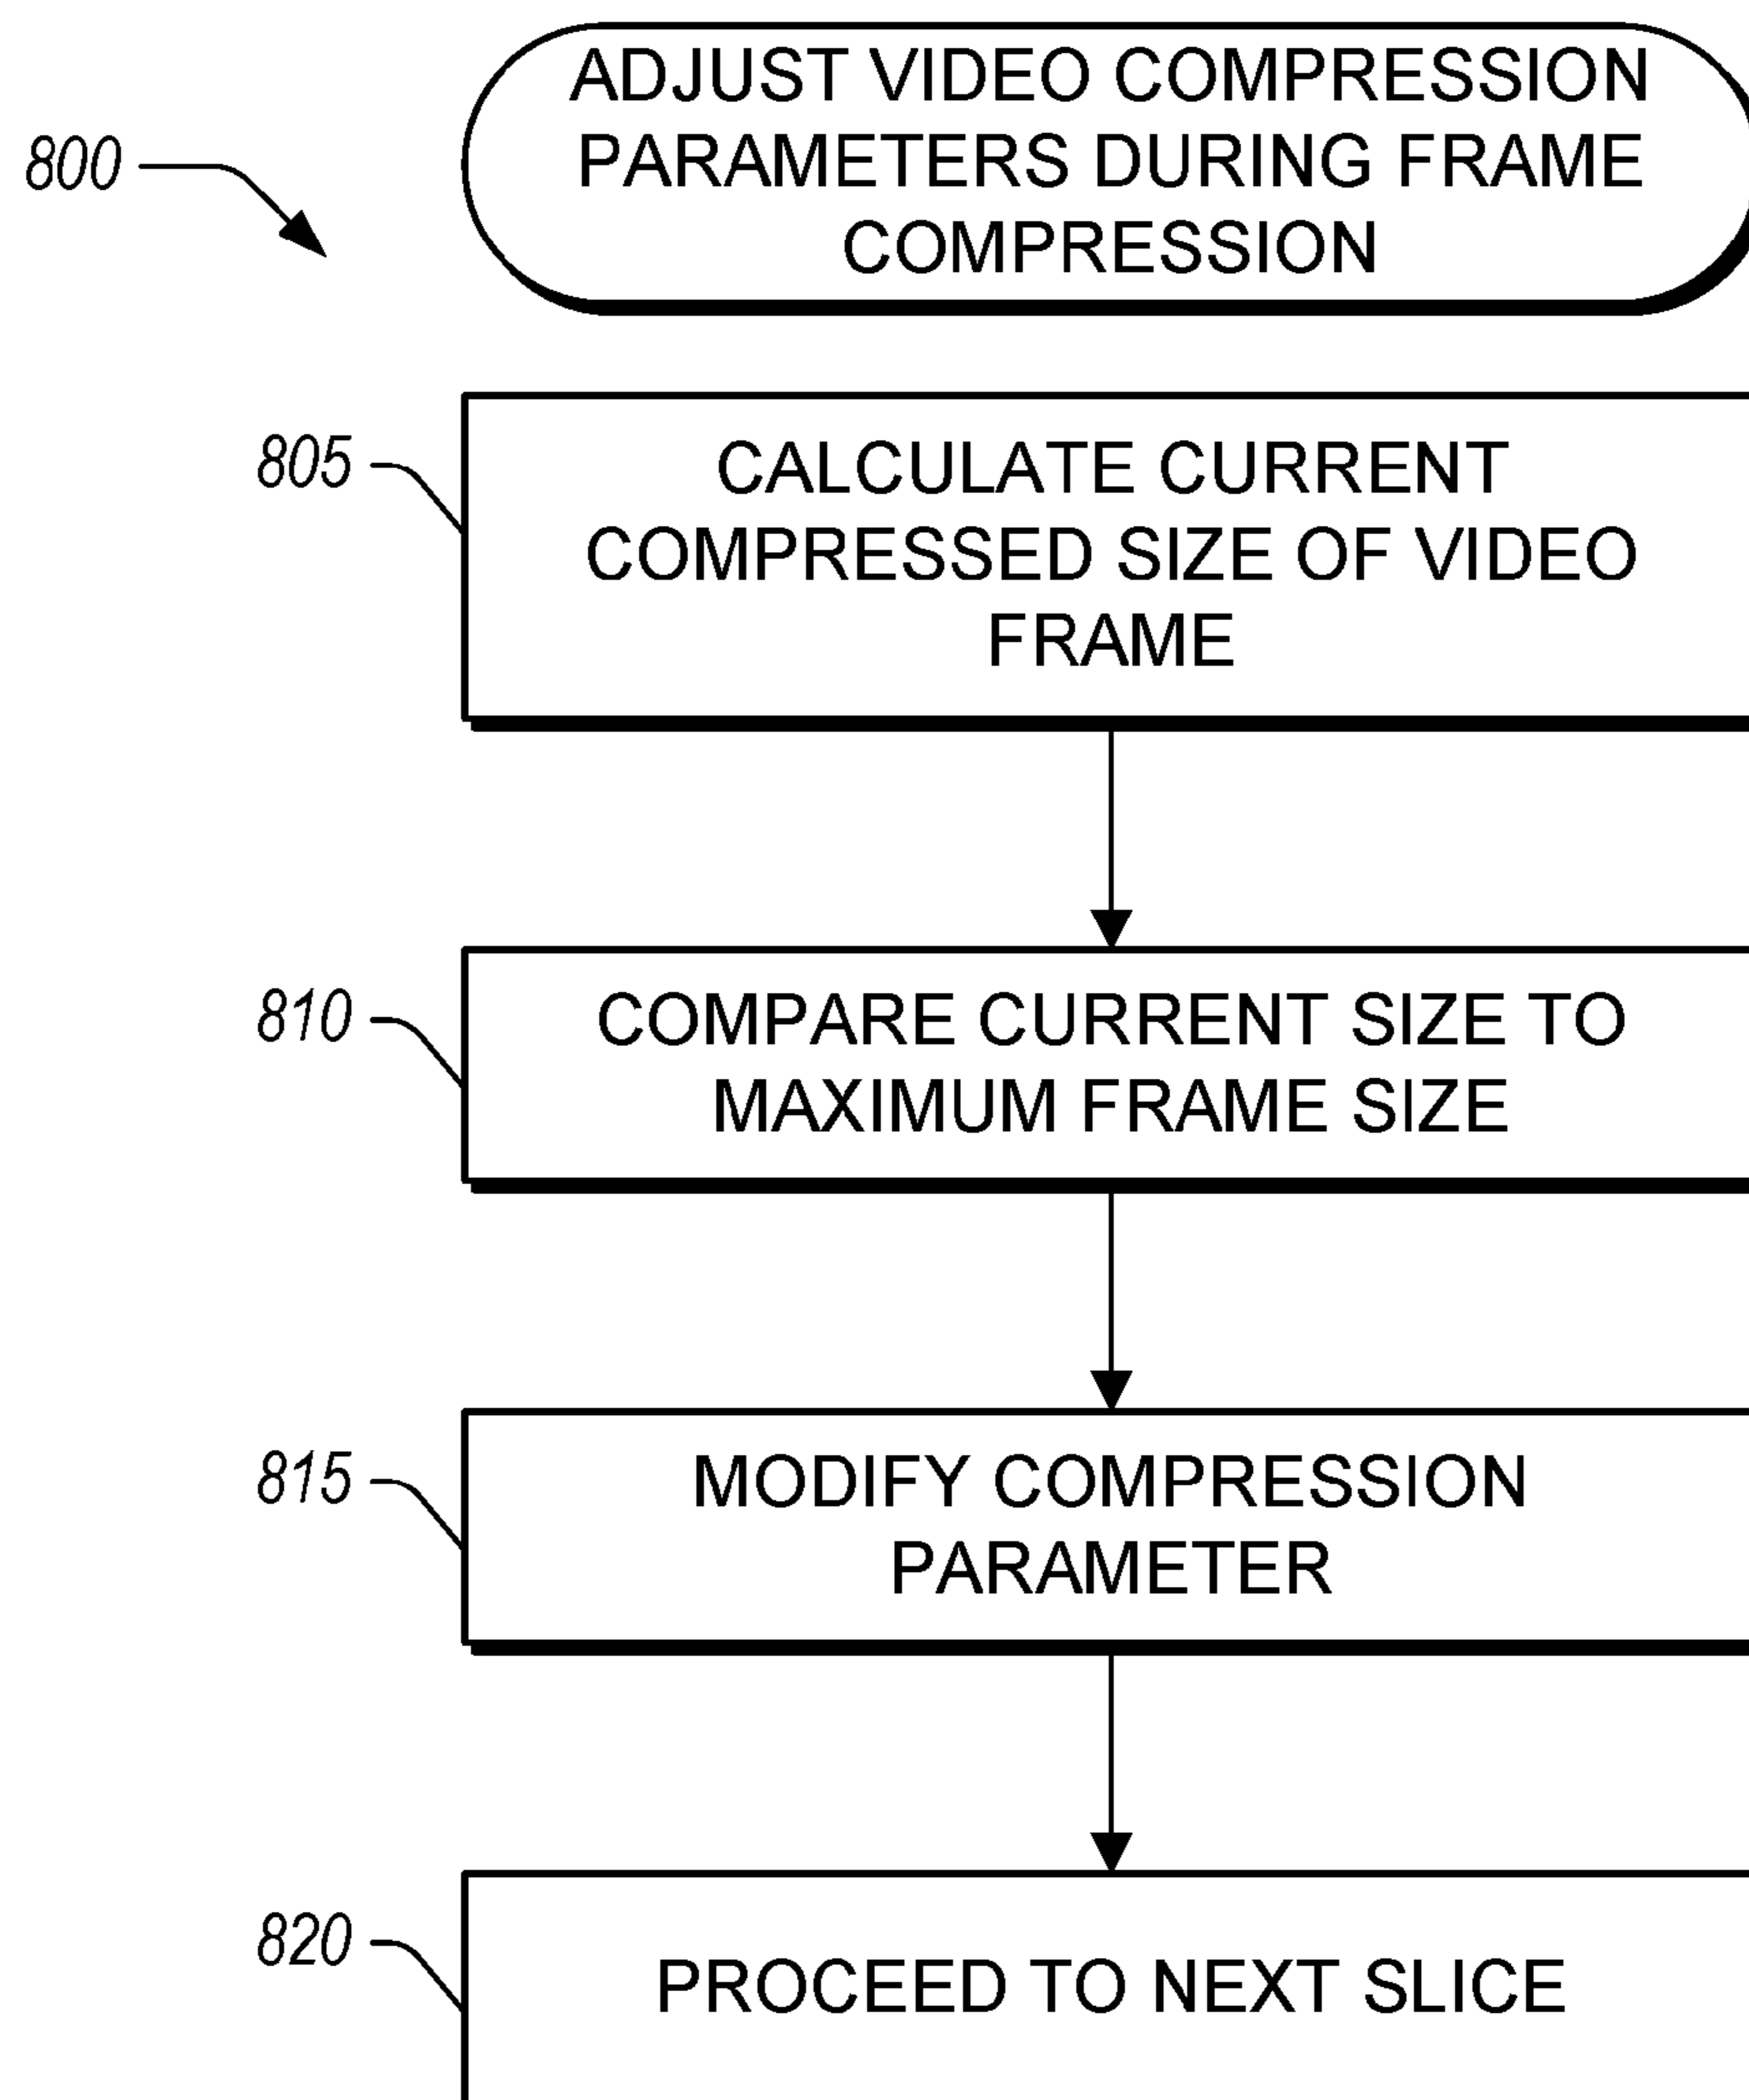 800
ADJUST VIDEO COMPRESSION
PARAMETERS DURING FRAME
COMPRESSION
805
CALCULATE CURRENT
COMPRESSED SIZE OF VIDEO
FRAME
810
COMPARE CURRENT SIZE TO
MAXIMUM FRAME SIZE
815
MODIFY COMPRESSION
PARAMETER
820
PROCEED TO NEXT SLICE